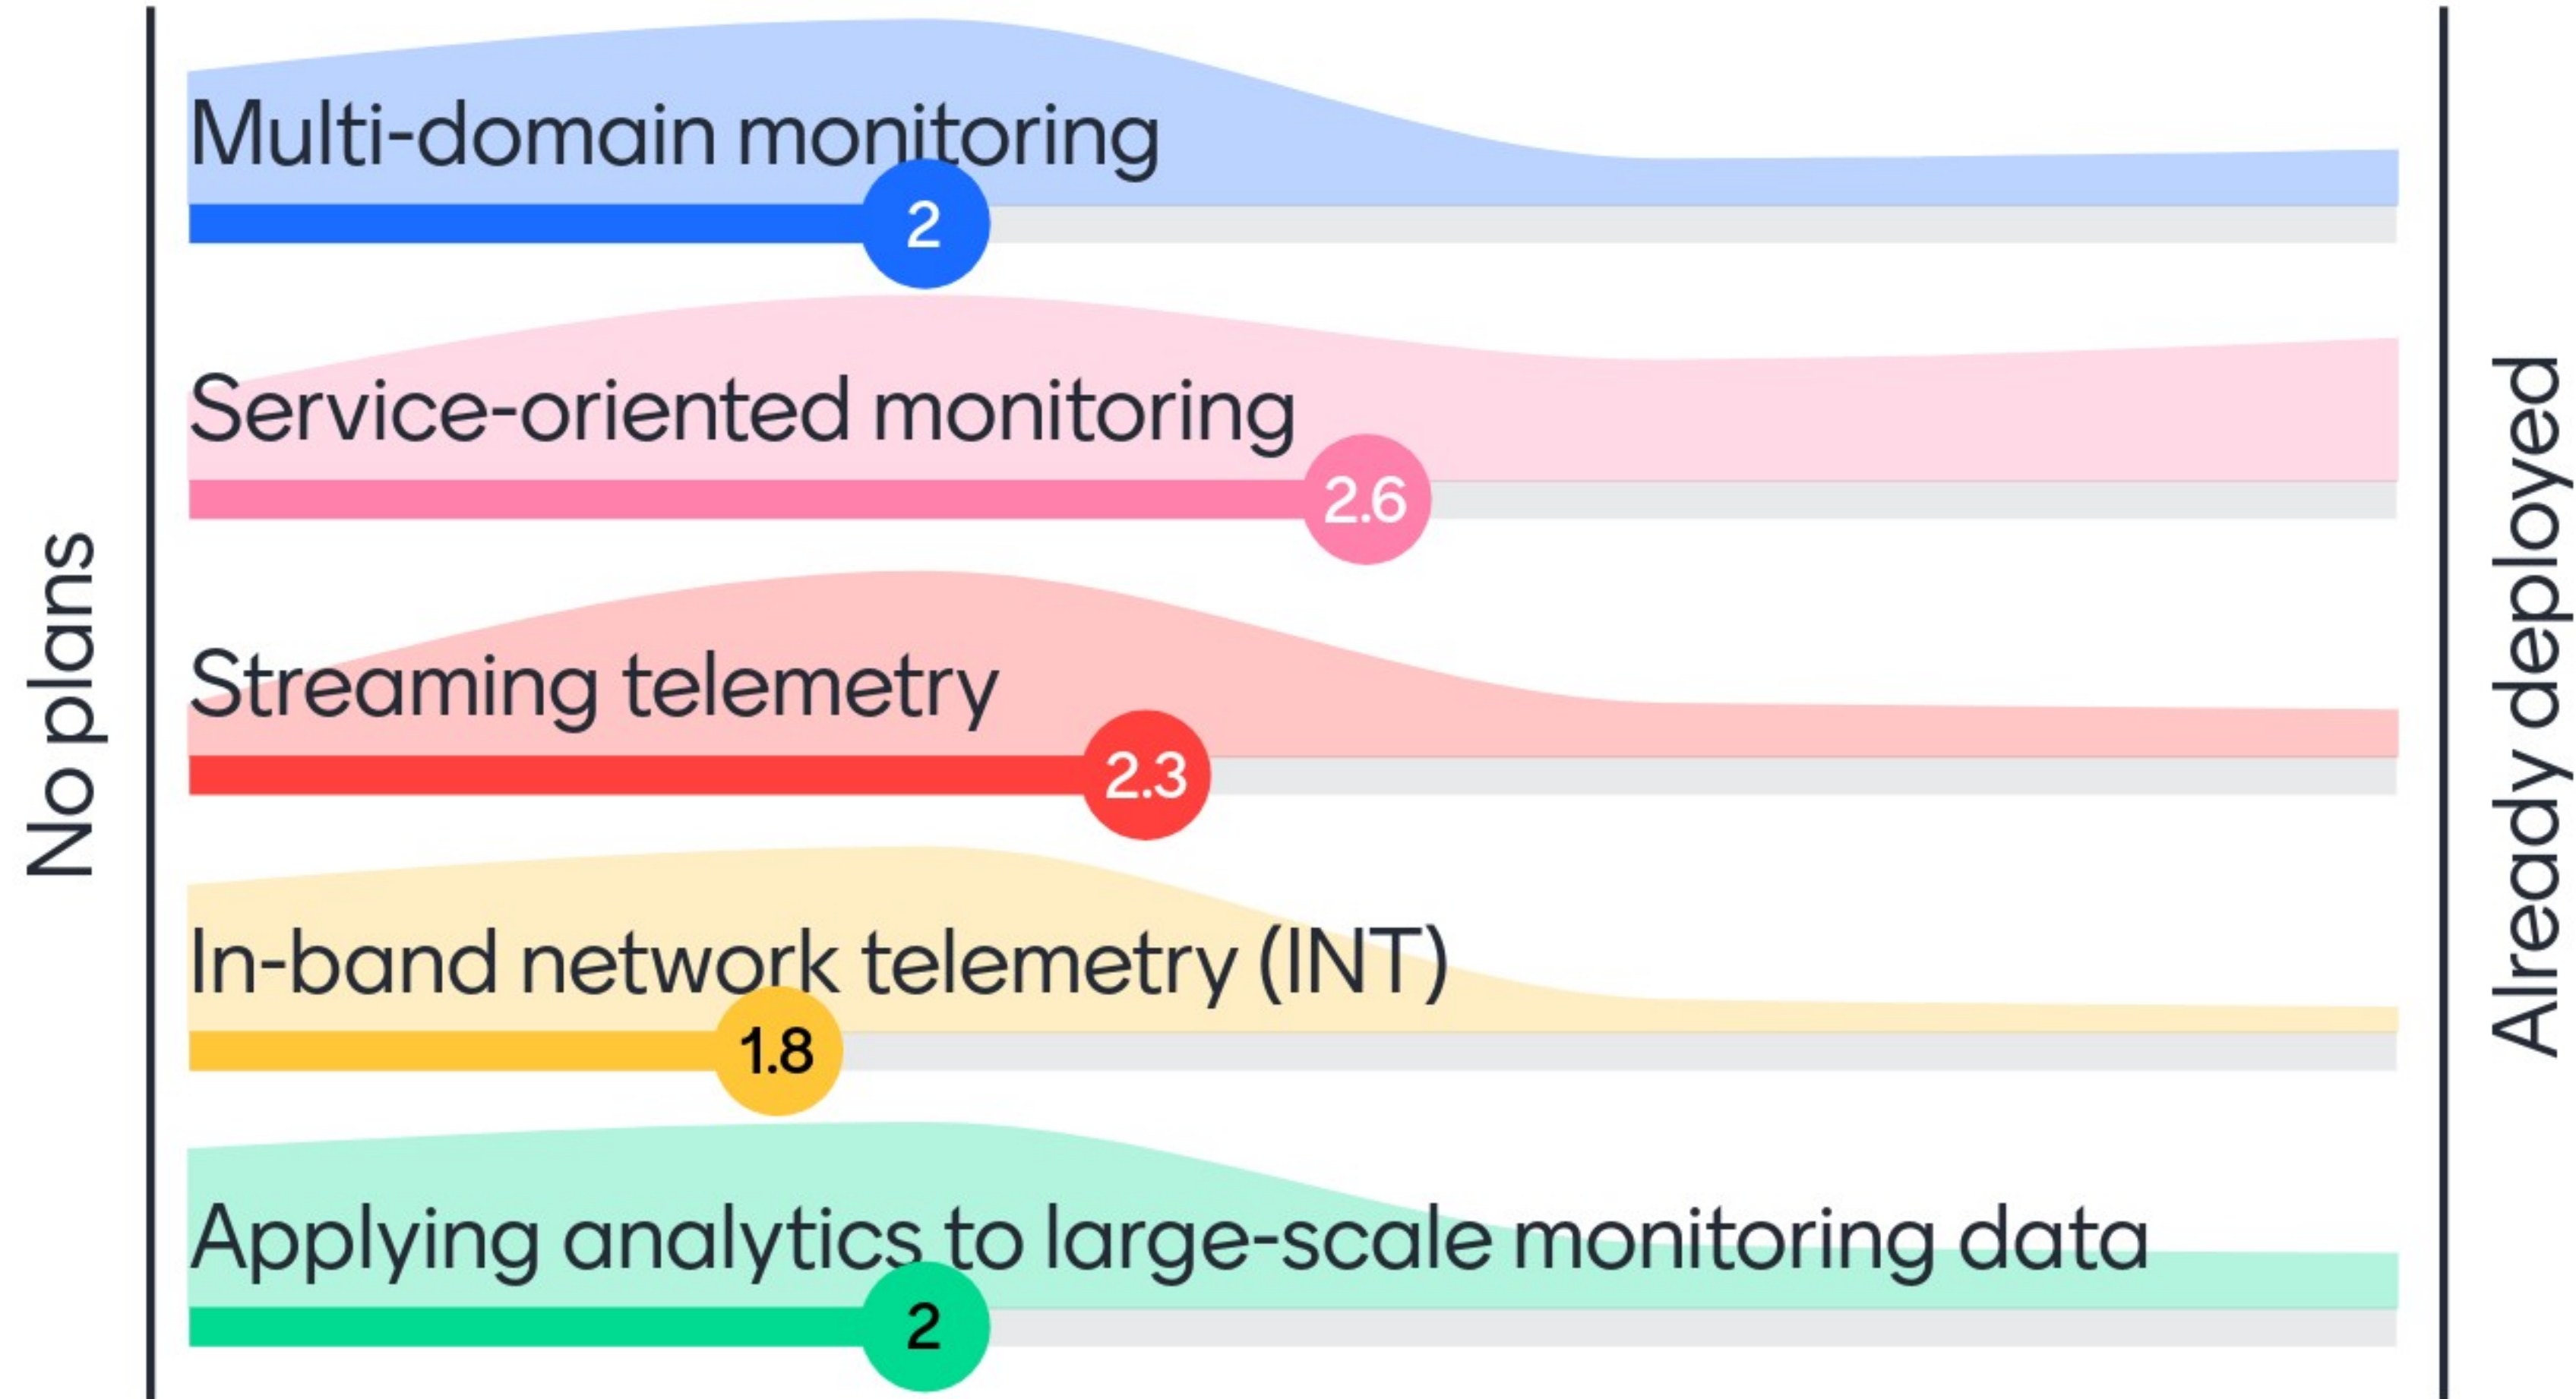 No plans
Multi-domain monitoring
2
Service-oriented monitoring
2.6
Streaming telemetry
2.3
In-band network telemetry (INT)
1.8
Applying analytics to large-scale monitoring data
2
Already deployed